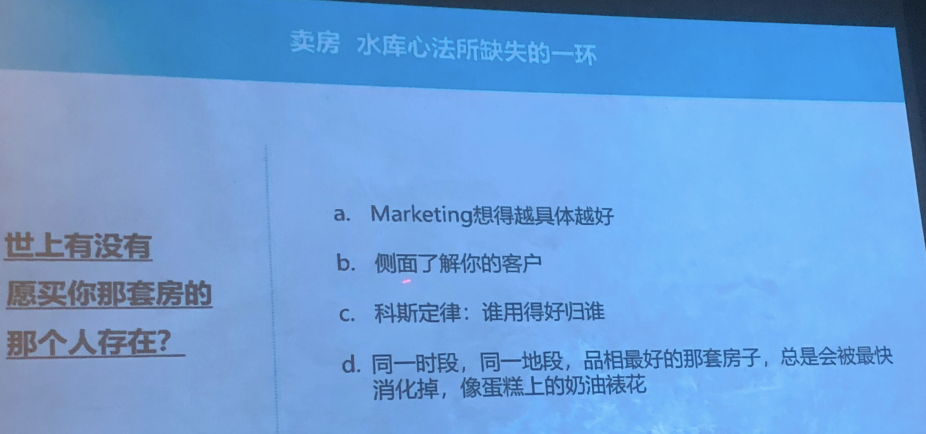 卖房 水库心法所缺失的一环
世上有没有
愿买你那套房的
那个人存在？
a. Marketing想得越具体越好
b. 侧面了解你的客户
c. 科斯定律：谁用得好归谁
d. 同一时段，同一地段，品相最好的那套房子，总是会被最快
消化掉，像蛋糕上的奶油裱花